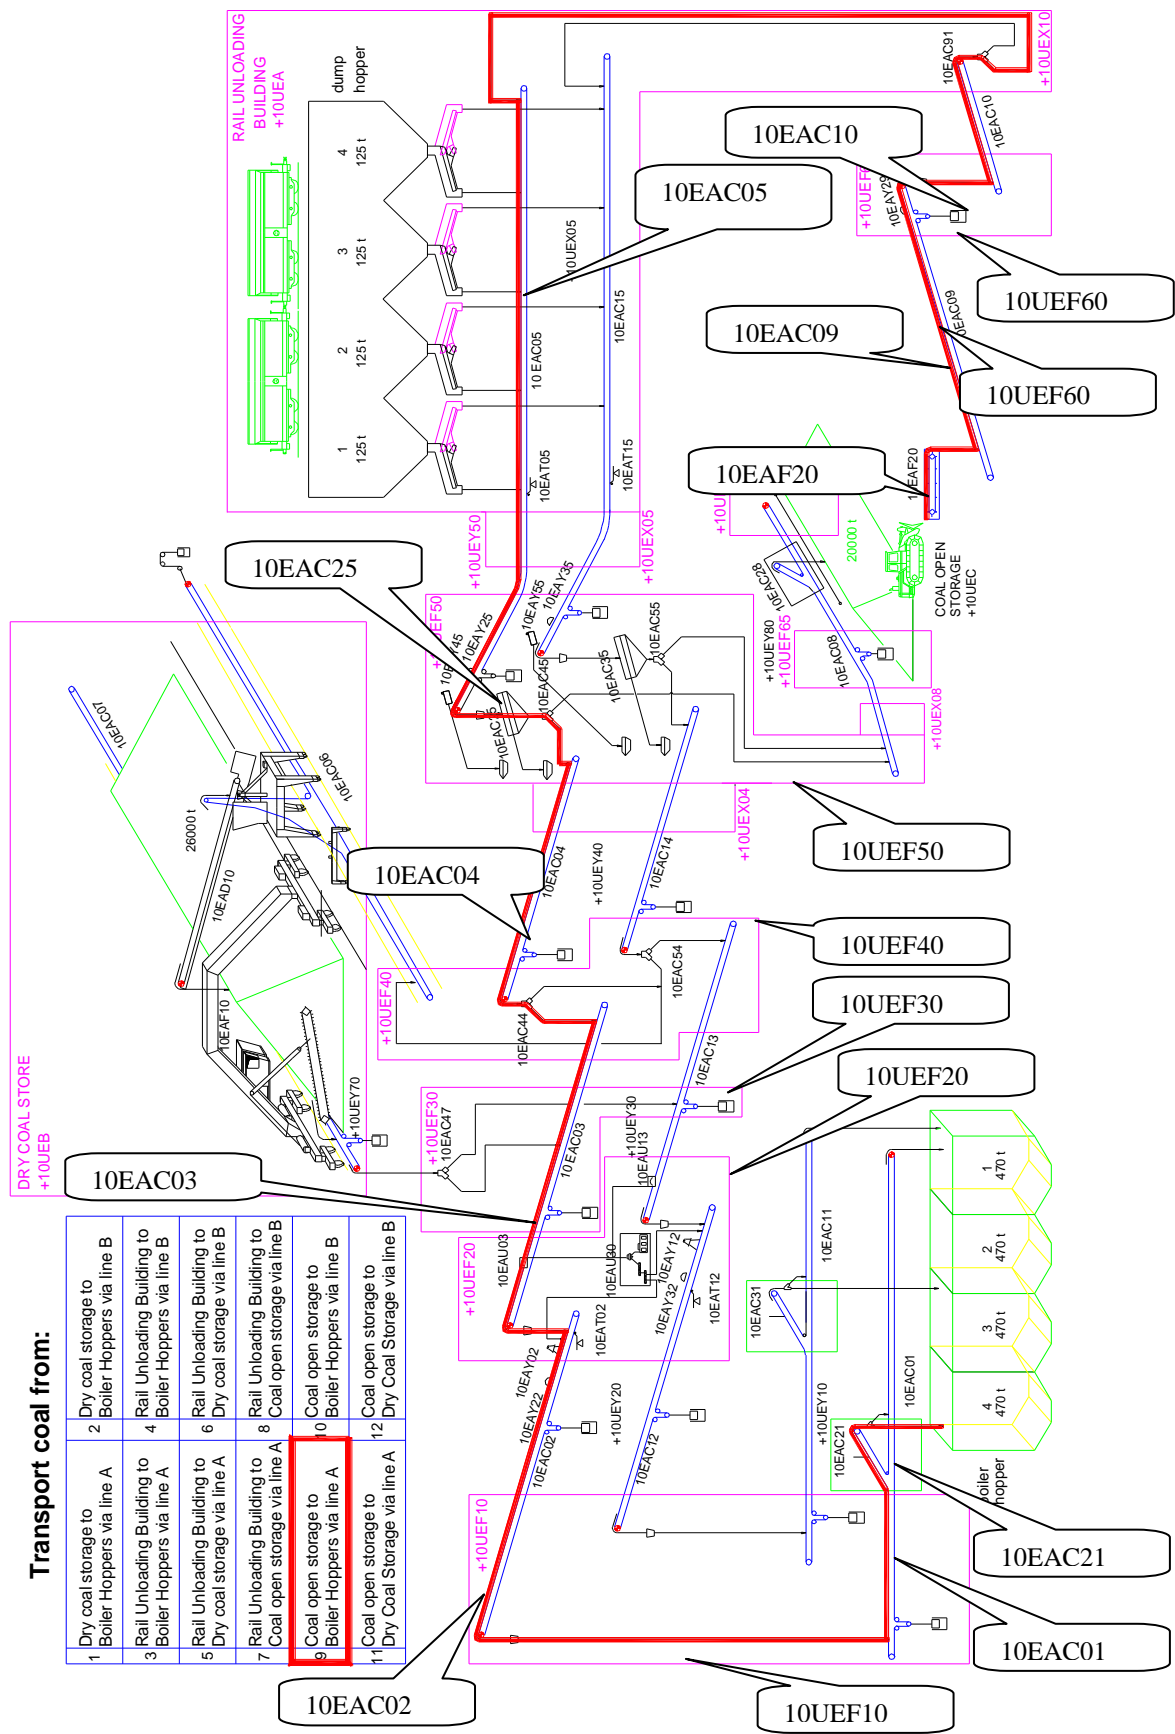 Transport coal from:
1 Dry coal storage to
Boiler Hoppers via line A
2 Dry coal storage to
Boiler Hoppers via line B
3 Rail Unloading Building to
Boiler Hoppers via line A
4 Rail Unloading Building to
Boiler Hoppers via line B
5 Rail Unloading Building to
Dry coal storage via line A
6 Rail Unloading Building to
Dry coal storage via line B
7 Rail Unloading Building to
Coal open storage via line A
8 Rail Unloading Building to
Coal open storage via line B
9 Coal open storage to
Boiler Hoppers via line A
10 Coal open storage to
Boiler Hoppers via line B
11 Coal open storage to
Dry Coal Storage via line A
12 Coal open storage to
Dry Coal Storage via line B
DRY COAL STORE
+10UEB
+10UEY70
10EAF10
10EAD10
26000 t
10EAC06
10EAC07
RAIL UNLOADING
BUILDING
+10UEA
dump
hopper
1
125 t
2
125 t
3
125 t
4
125 t
10 EAC05
10UEX05
10EAC15
10EAT05
10EAT15
+10UEY50
+10UEX05
10EAY25
10EAY55
10EAY35
10EAC45
10EAC35
10EAC55
+10UEX04
+10UEX08
+10UEY80
+10UEF65
10EAC08
10EAC28
20000 t
COAL OPEN
STORAGE
+10UEC
10EAY29
10EAC10
10EAC91
+10UEX10
+10UEF40
10EAC44
10EAC04
+10UEY40
10EAC14
10EAC54
10EAC13
+10UEF30
10EAC47
10EAC03
+10UEY30
10EAU13
+10UEF20
10EAU03
10EAU30
10EAY12
10EAY32
10EAT12
10EAT02
10EAY02
10EAY22
10EAC02
+10UEY20
10EAC12
+10UEF10
10EAC31
10EAC11
10EAC01
+10UEY10
10EAC21
hopper
1
470 t
2
470 t
3
470 t
4
470 t
10EAC10
10EAC05
10UEF60
10EAC09
10UEF60
10EAF20
10EAC25
10UEF50
10EAC04
10UEF40
10UEF30
10UEF20
10EAC03
10EAC21
10EAC01
10UEF10
10EAC02